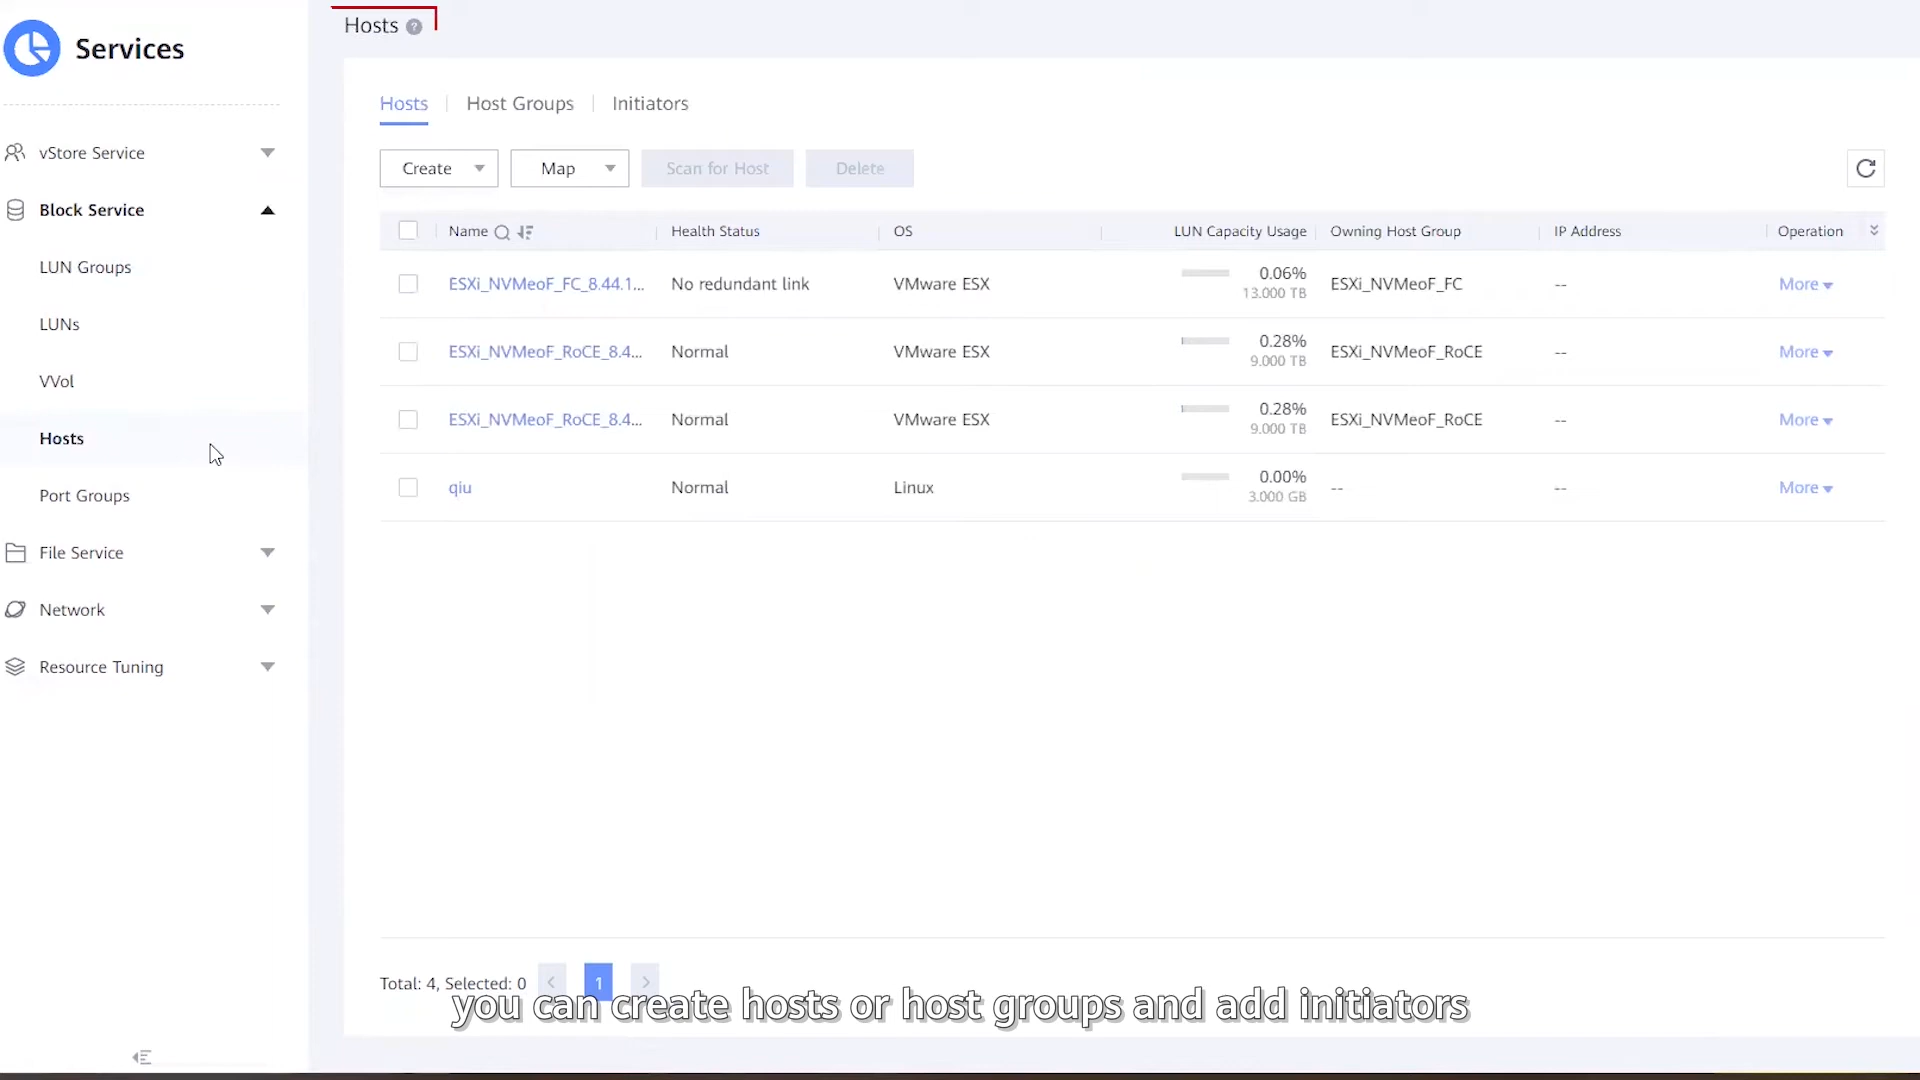 Services
vStore Service
Block Service
LUN Groups
LUNs
VVol
Hosts
Port Groups
File Service
Network
Resource Tuning
Hosts ?
Hosts Host Groups Initiators
Create Map Scan for Host Delete
Name Health Status OS LUN Capacity Usage Owning Host Group IP Address Operation
ESXi_NVMeoF_FC_8.44.1... No redundant link VMware ESX 0.06% 13.000 TB ESXi_NVMeoF_FC -- More
ESXi_NVMeoF_RoCE_8.4... Normal VMware ESX 0.28% 9.000 TB ESXi_NVMeoF_RoCE -- More
ESXi_NVMeoF_RoCE_8.4... Normal VMware ESX 0.28% 9.000 TB ESXi_NVMeoF_RoCE -- More
qiu Normal Linux 0.00% 3.000 GB -- -- More
Total: 4, Selected: 0 < 1 >
you can create hosts or host groups and add initiators